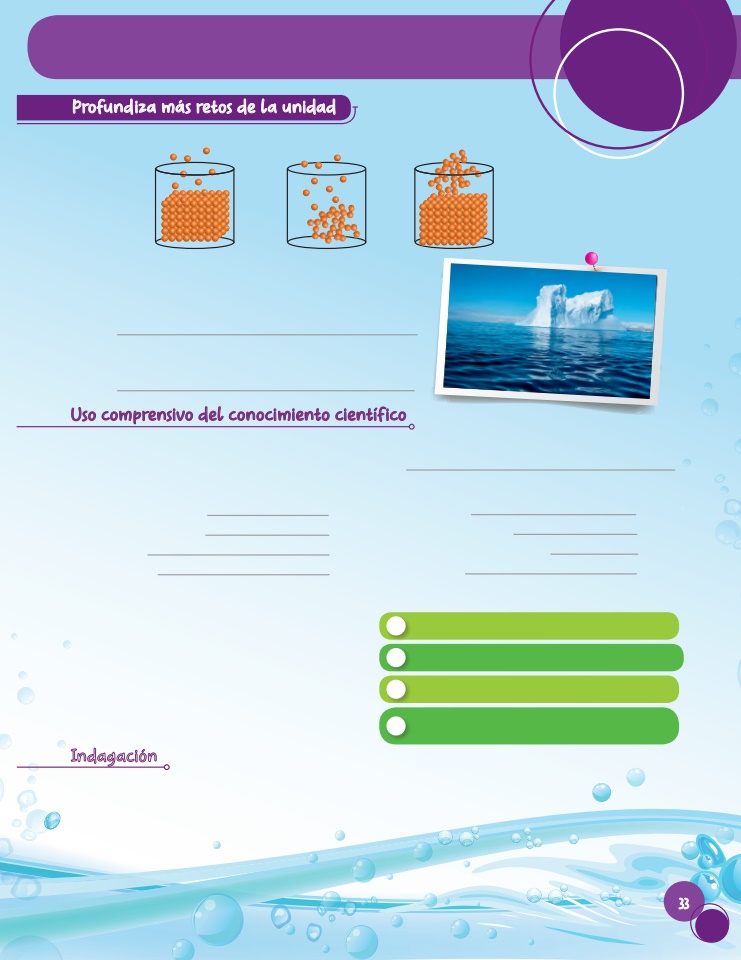 Profundiza más retos de la unidad
Uso comprensivo del conocimiento científico
Indagación
33